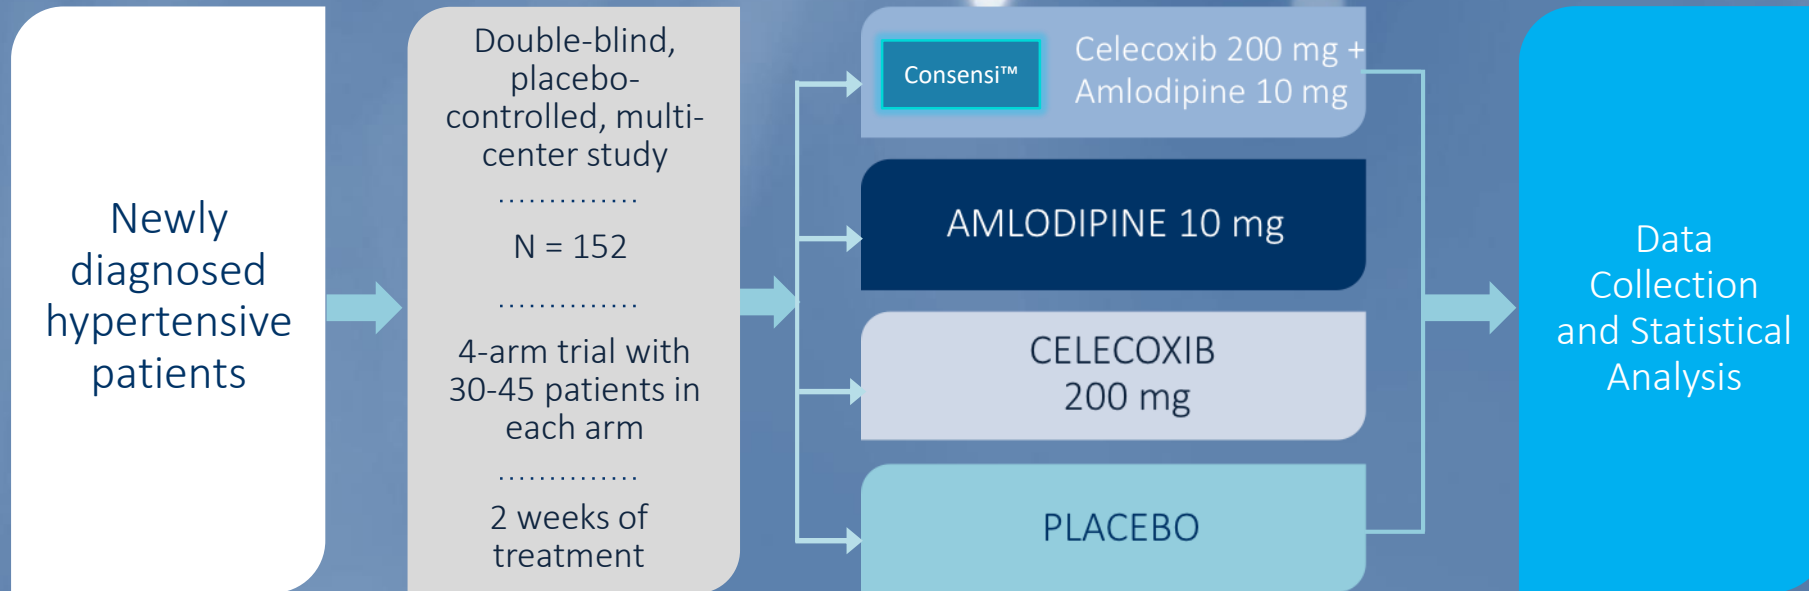 Newly
diagnosed
hypertensive
patients
Double-blind,
placebo-
controlled, multi-
center study
..............
N = 152
..............
4-arm trial with
30-45 patients in
each arm
..............
2 weeks of
treatment
Consensi™
Celecoxib 200 mg +
Amlodipine 10 mg
AMLODIPINE 10 mg
CELECOXIB
200 mg
PLACEBO
Data
Collection
and Statistical
Analysis